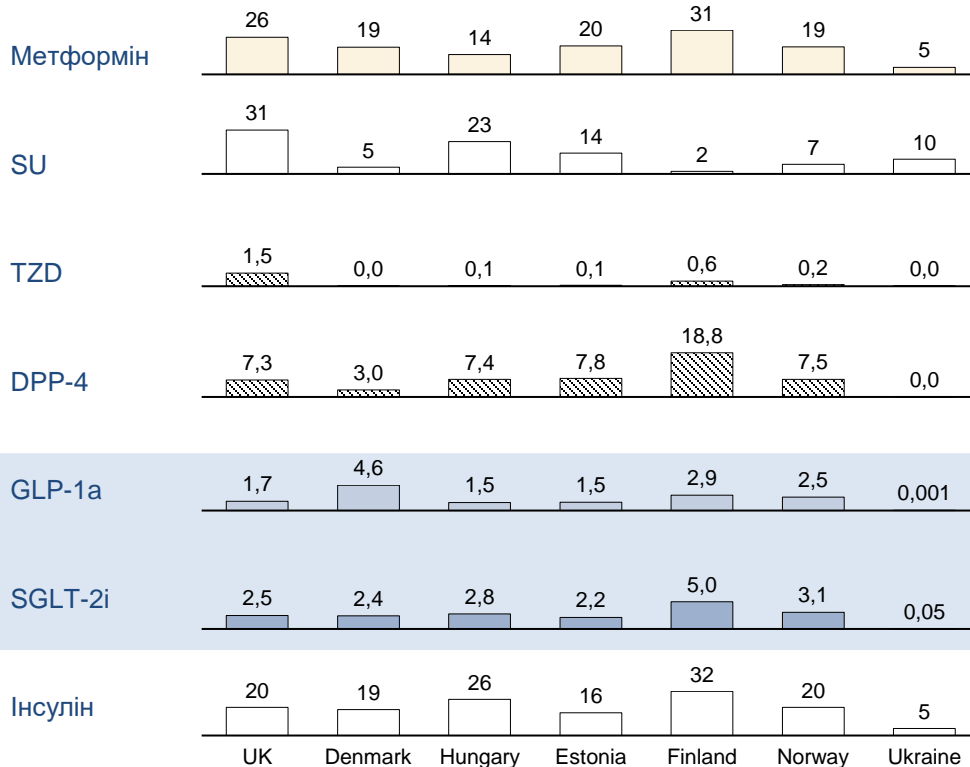 26 19 14 20 31 19 5
Метформін
31 5 23 14 2 7 10
SU
1,5 0,0 0,1 0,1 0,6 0,2 0,0
TZD
7,3 3,0 7,4 7,8 18,8 7,5 0,0
DPP-4
1,7 4,6 1,5 1,5 2,9 2,5 0,001
GLP-1a
2,5 2,4 2,8 2,2 5,0 3,1 0,05
SGLT-2i
20 19 26 16 32 20 5
Інсулін
UK Denmark Hungary Estonia Finland Norway Ukraine